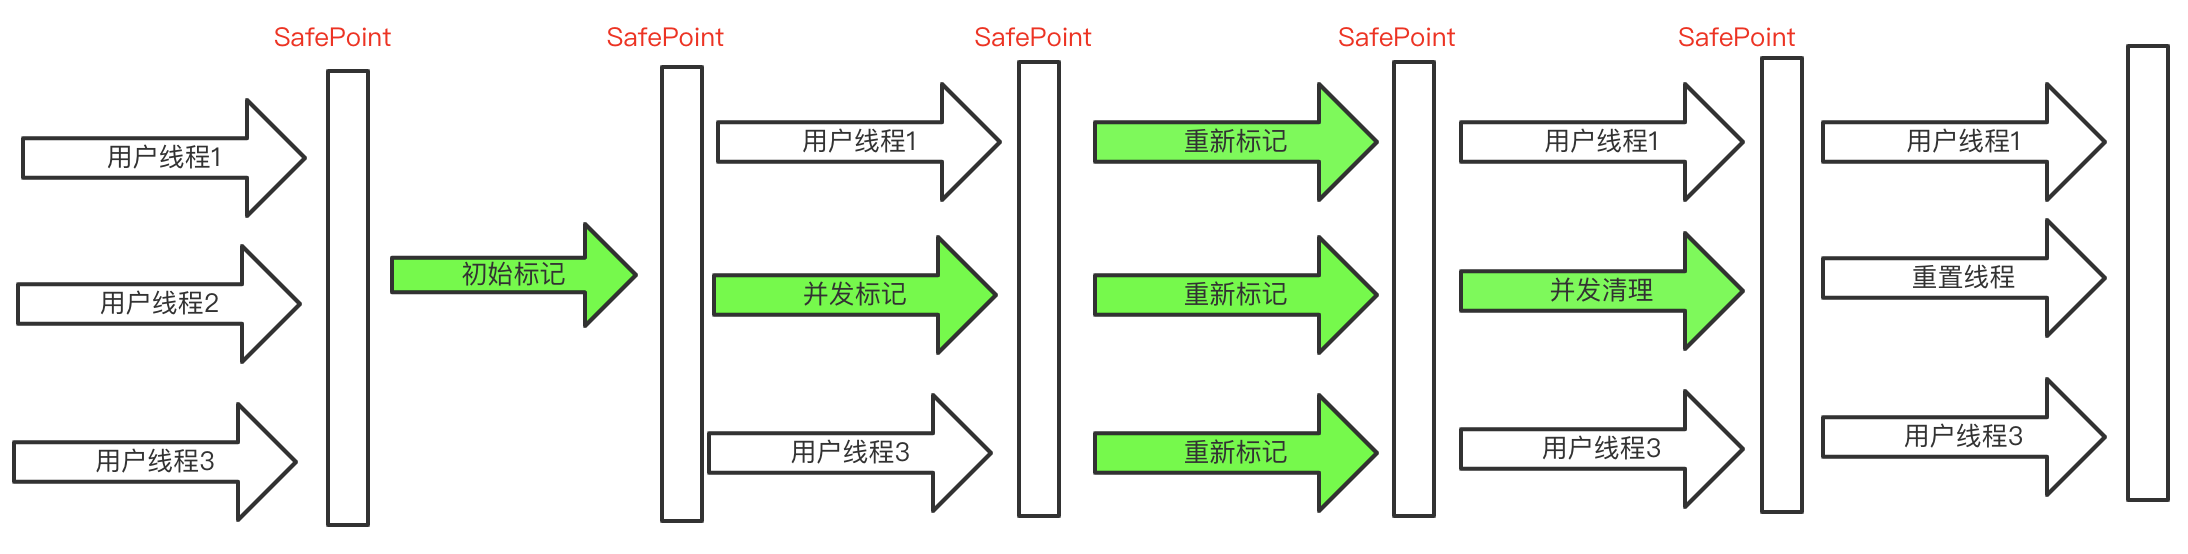 SafePoint
SafePoint
SafePoint
SafePoint
SafePoint
用户线程1
用户线程2
用户线程3
初始标记
用户线程1
并发标记
用户线程3
重新标记
重新标记
重新标记
用户线程1
并发清理
用户线程3
用户线程1
重置线程
用户线程3